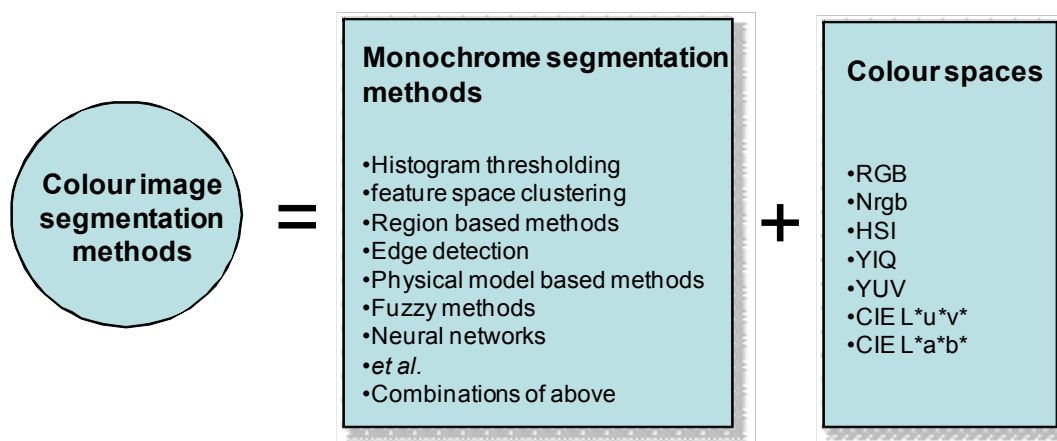 Colour image
segmentation
methods
=
Monochrome segmentation
methods
•Histogram thresholding
•feature space clustering
•Region based methods
•Edge detection
•Physical model based methods
•Fuzzy methods
•Neural networks
•et al.
•Combinations of above
+
Colour spaces
•RGB
•Nrgb
•HSI
•YIQ
•YUV
•CIE L*u*v*
•CIE L*a*b*